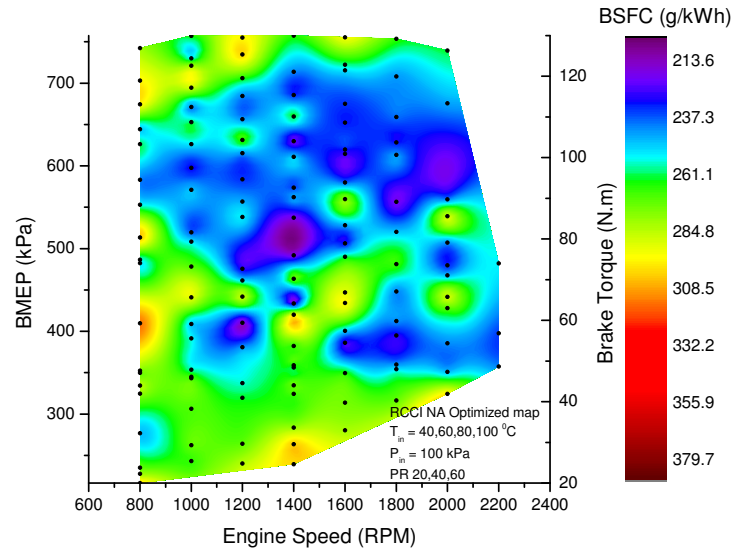 BSFC (g/kWh)
213.6
237.3
261.1
284.8
308.5
332.2
355.9
379.7
BMEP (kPa)
700
600
500
400
300
Brake Torque (N.m)
120
100
80
60
40
20
RCCI NA Optimized map
T_in = 40,60,80,100 ⁰C
P_in = 100 kPa
PR 20,40,60
600 800 1000 1200 1400 1600 1800 2000 2200 2400
Engine Speed (RPM)